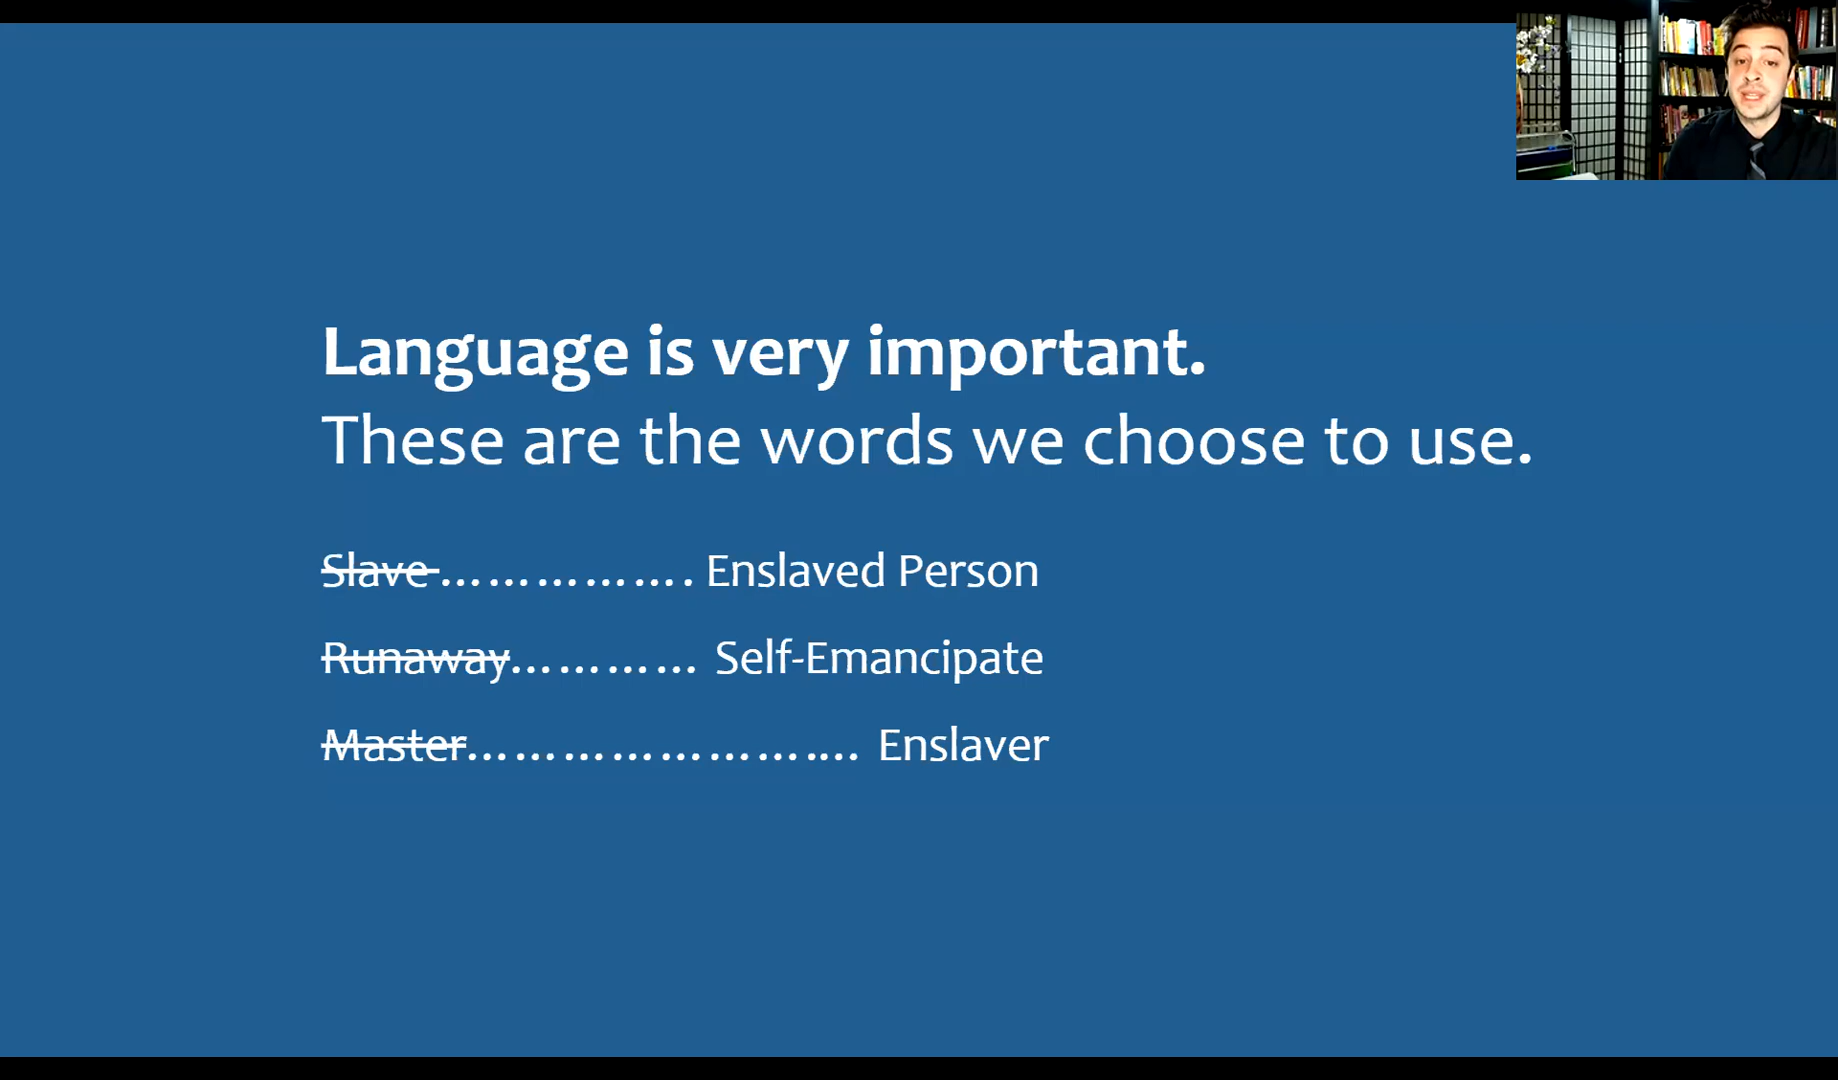 Language is very important.
These are the words we choose to use.
Slave ……………. Enslaved Person
Runaway………… Self-Emancipate
Master…………………….… Enslaver